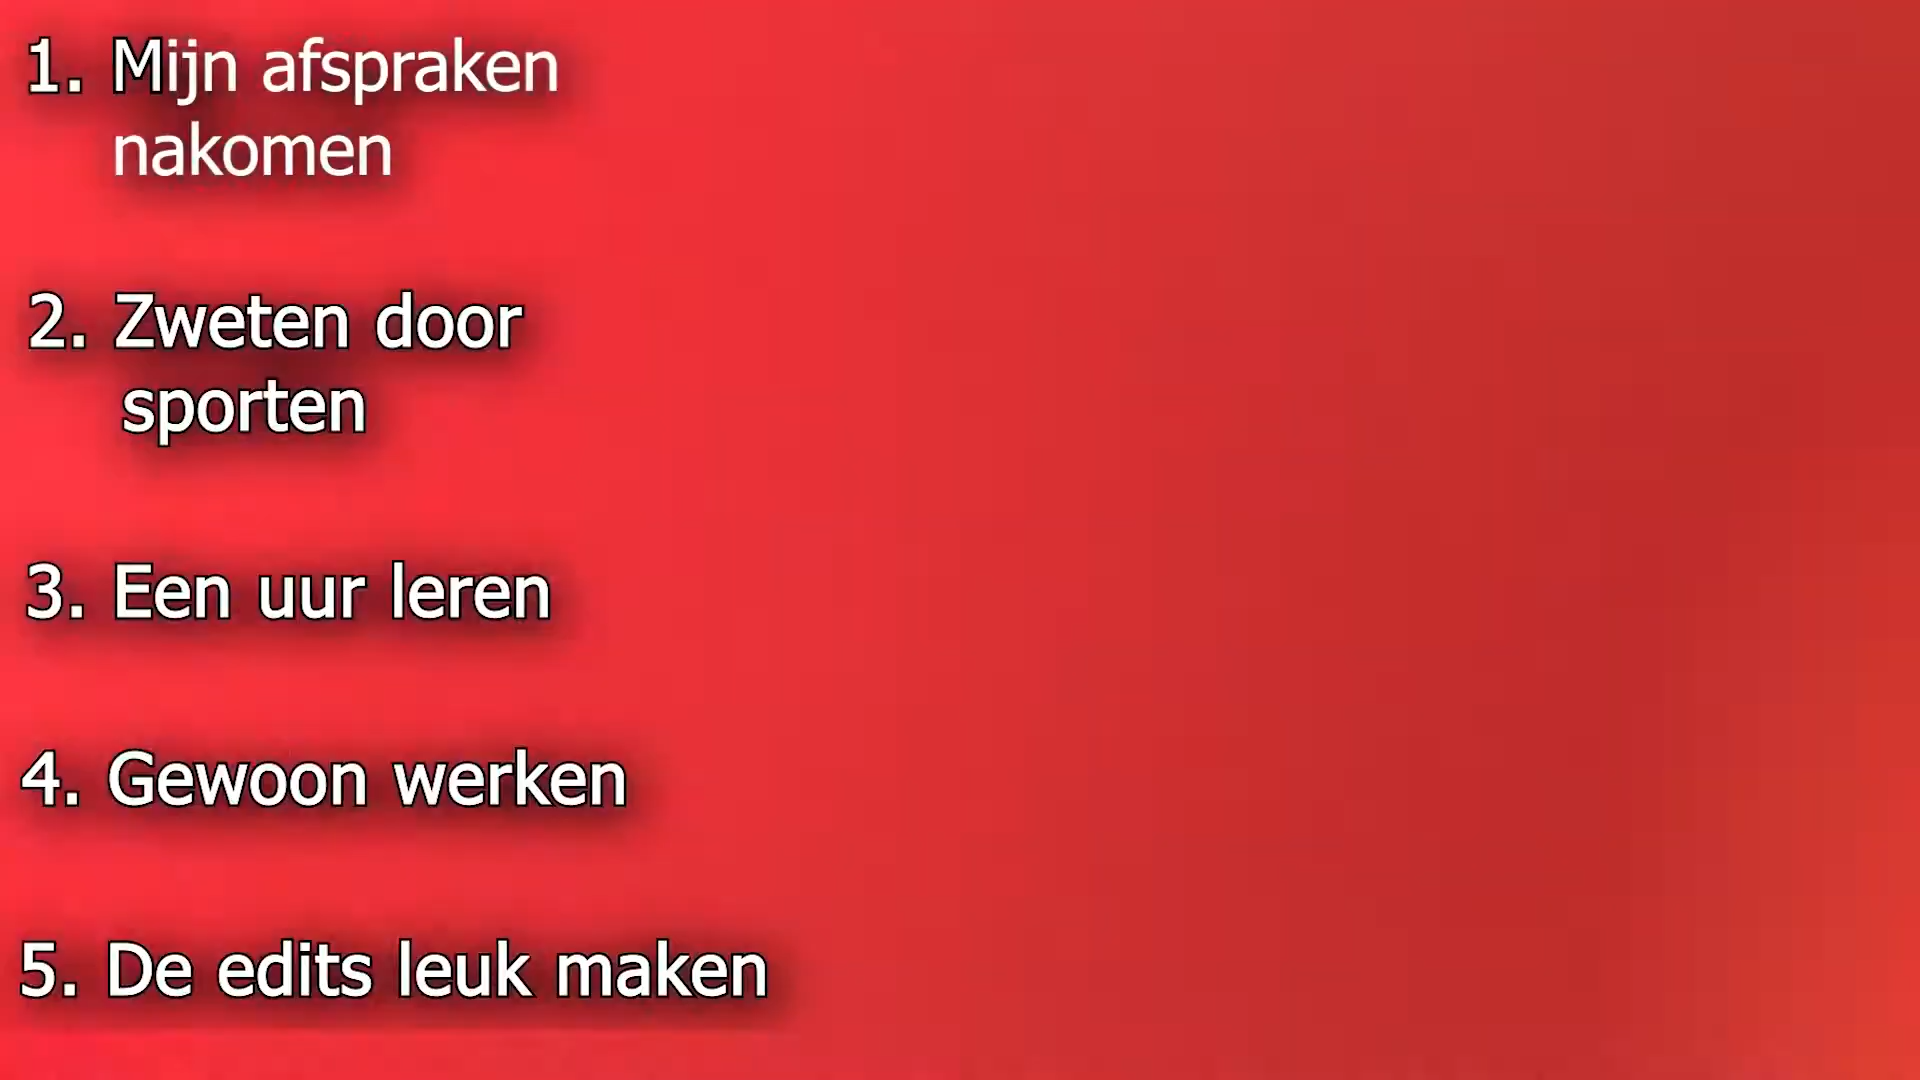 1. Mijn afspraken
nakomen
2. Zweten door
sporten
3. Een uur leren
4. Gewoon werken
5. De edits leuk maken